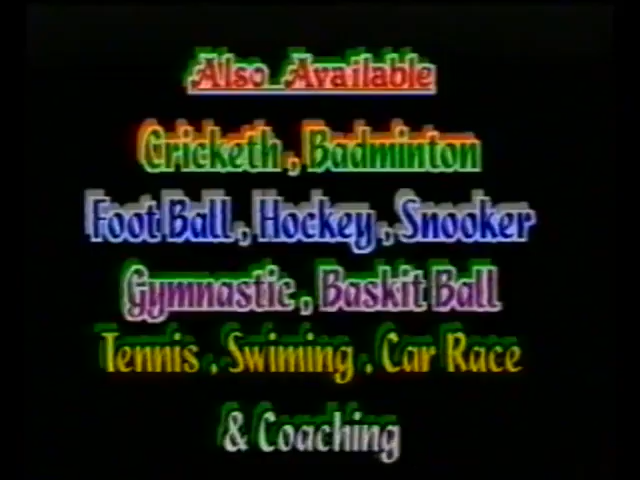 Also Available
Cricketh , Badminton
Foot Ball , Hockey , Snooker
Gymnastic , Baskit Ball
Tennis . Swiming . Car Race
& Coaching